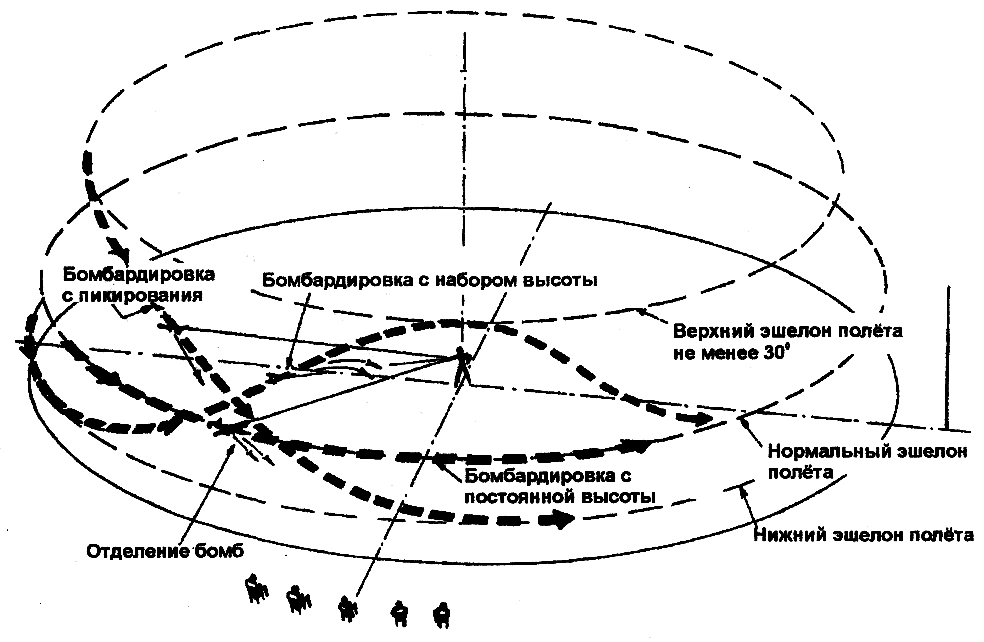 Бомбардировка
с пикирования
Бомбардировка с набором высоты
Верхний эшелон полёта
не менее 30°
Нормальный эшелон
полёта
Бомбардировка с
постоянной высоты
Нижний эшелон полёта
Отделение бомб